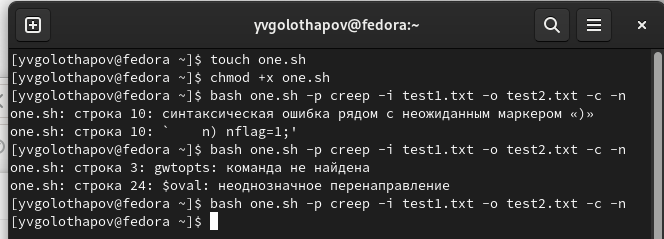 yvgolothapov@fedora:~
[yvgolothapov@fedora ~]$ touch one.sh
[yvgolothapov@fedora ~]$ chmod +x one.sh
[yvgolothapov@fedora ~]$ bash one.sh -p creep -i test1.txt -o test2.txt -c -n
one.sh: строка 10: синтаксическая ошибка рядом с неожиданным маркером «)»
one.sh: строка 10: `    n) nflag=1;'
[yvgolothapov@fedora ~]$ bash one.sh -p creep -i test1.txt -o test2.txt -c -n
one.sh: строка 3: gwtopts: команда не найдена
one.sh: строка 24: $oval: неоднозначное перенаправление
[yvgolothapov@fedora ~]$ bash one.sh -p creep -i test1.txt -o test2.txt -c -n
[yvgolothapov@fedora ~]$